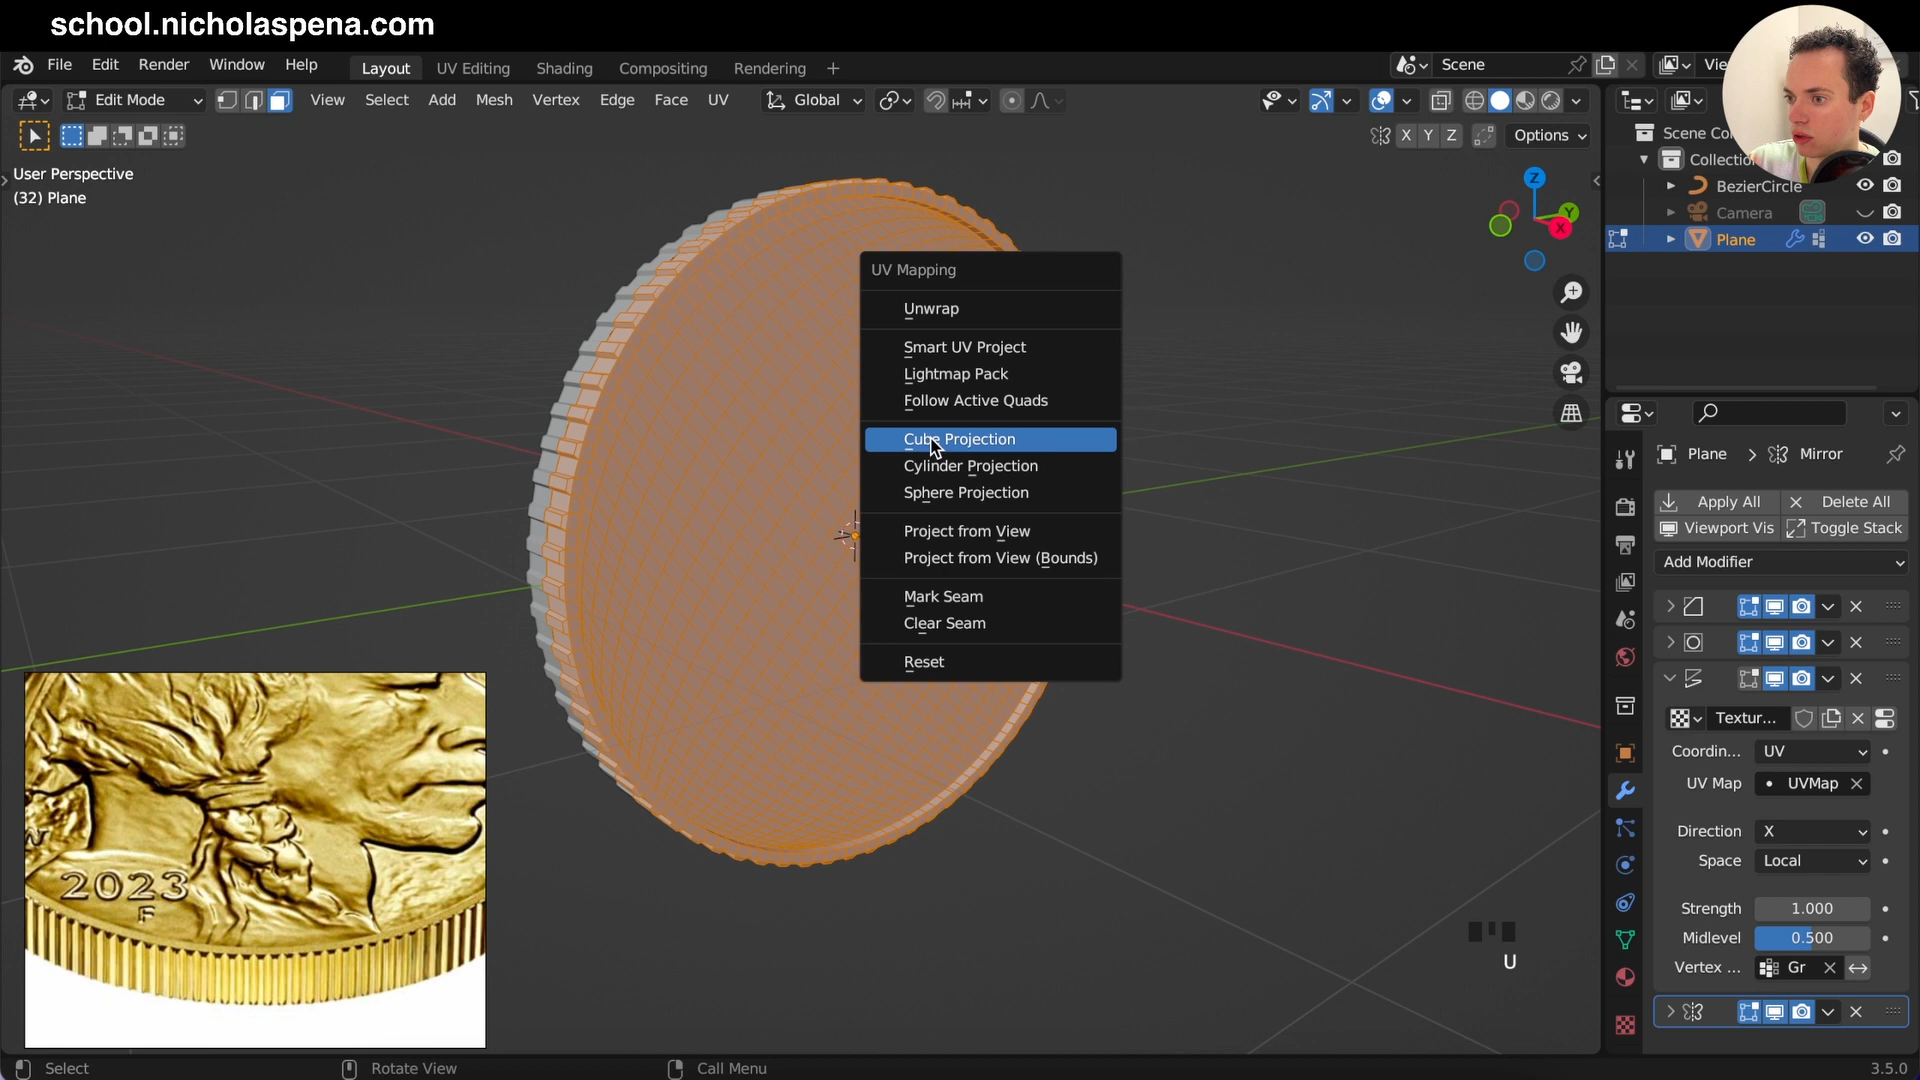 school.nicholaspena.com
File Edit Render Window Help Layout UV Editing Shading Compositing Rendering + Scene
Edit Mode View Select Add Mesh Vertex Edge Face UV Global
X Y Z Options
User Perspective
(32) Plane
Z
Y
X
UV Mapping
Unwrap
Smart UV Project
Lightmap Pack
Follow Active Quads
Cube Projection
Cylinder Projection
Sphere Projection
Project from View
Project from View (Bounds)
Mark Seam
Clear Seam
Reset
U
2023
F
BezierCircle
Camera
Plane
Plane > Mirror
Apply All Delete All
Viewport Vis Toggle Stack
Add Modifier
Textur...
Coordin... UV
UV Map UVMap
Direction X
Space Local
Strength 1.000
Midlevel 0.500
Vertex ... Gr
Select Rotate View Call Menu 3.5.0